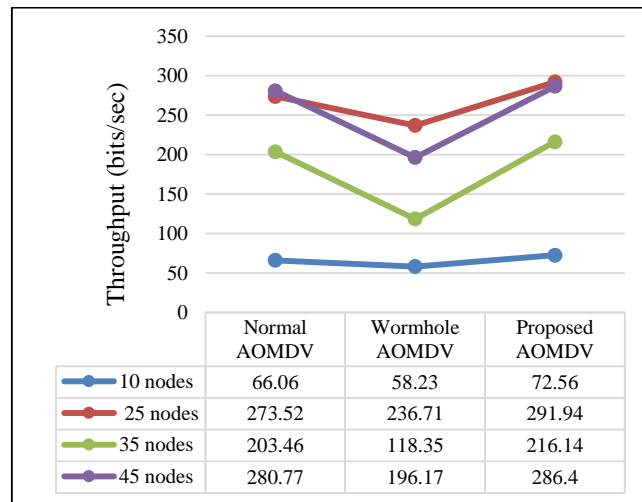 350
300
250
200
150
100
50
0
Throughput (bits/sec)
Normal AOMDV Wormhole AOMDV Proposed AOMDV
10 nodes 66.06 58.23 72.56
25 nodes 273.52 236.71 291.94
35 nodes 203.46 118.35 216.14
45 nodes 280.77 196.17 286.4